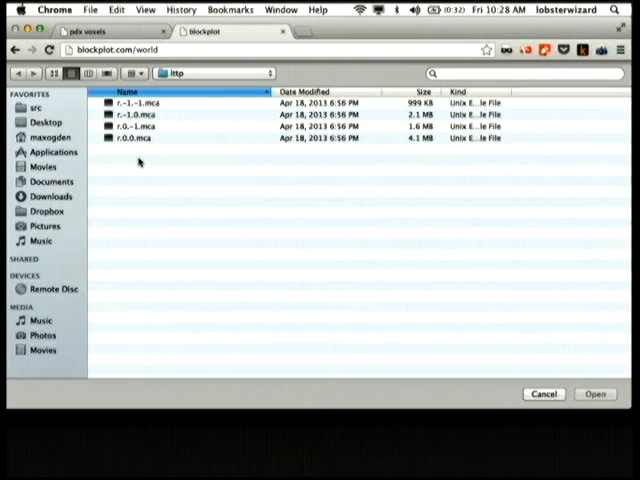 Chrome File Edit View History Bookmarks Window Help (0:32) Fri 10:28 AM lobsterwizard
pdx voxels
blockplot
blockplot.com/world
lttp
FAVORITES
src
Desktop
maxogden
Applications
Movies
Documents
Downloads
Dropbox
Pictures
Music
SHARED
DEVICES
Remote Disc
MEDIA
Music
Photos
Movies
Name Date Modified Size Kind
r.-1.-1.mca Apr 18, 2013 6:56 PM 999 KB Unix E...le File
r.-1.0.mca Apr 18, 2013 6:56 PM 2.1 MB Unix E...le File
r.0.-1.mca Apr 18, 2013 6:56 PM 1.6 MB Unix E...le File
r.0.0.mca Apr 18, 2013 6:56 PM 4.1 MB Unix E...le File
Cancel Open